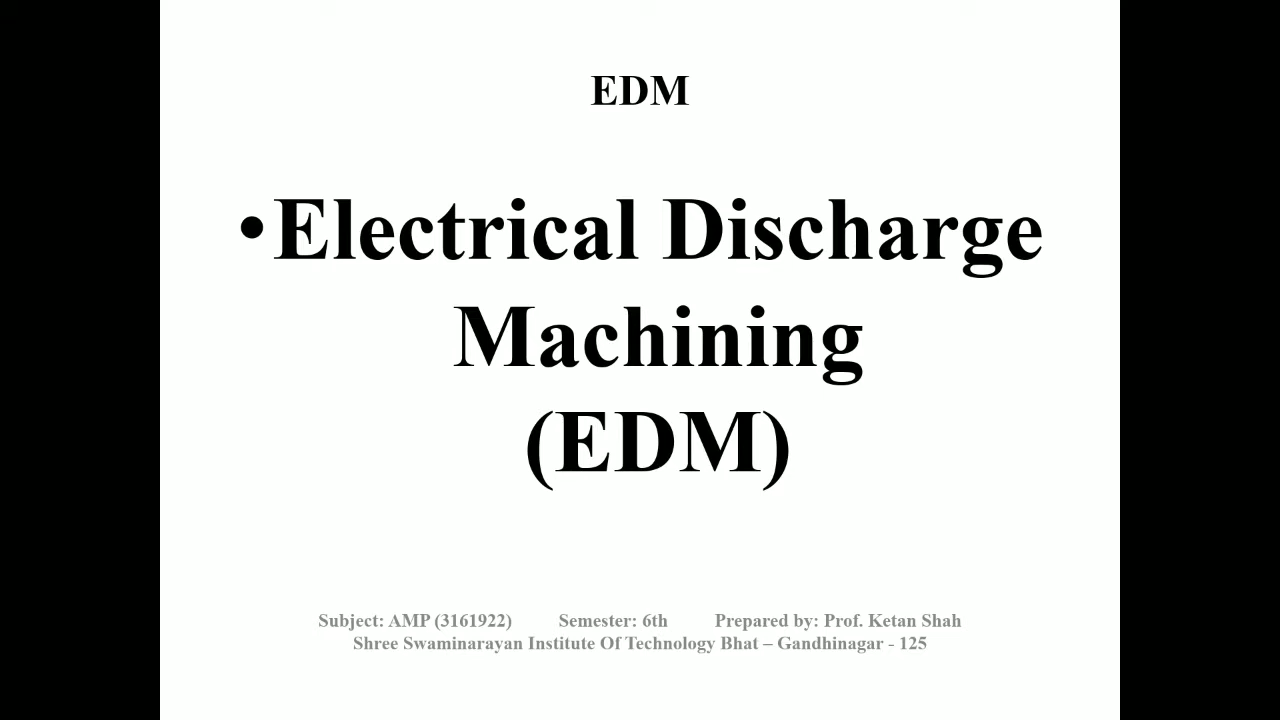 EDM
•Electrical Discharge
Machining
(EDM)
Subject: AMP (3161922) Semester: 6th Prepared by: Prof. Ketan Shah
Shree Swaminarayan Institute Of Technology Bhat – Gandhinagar - 125